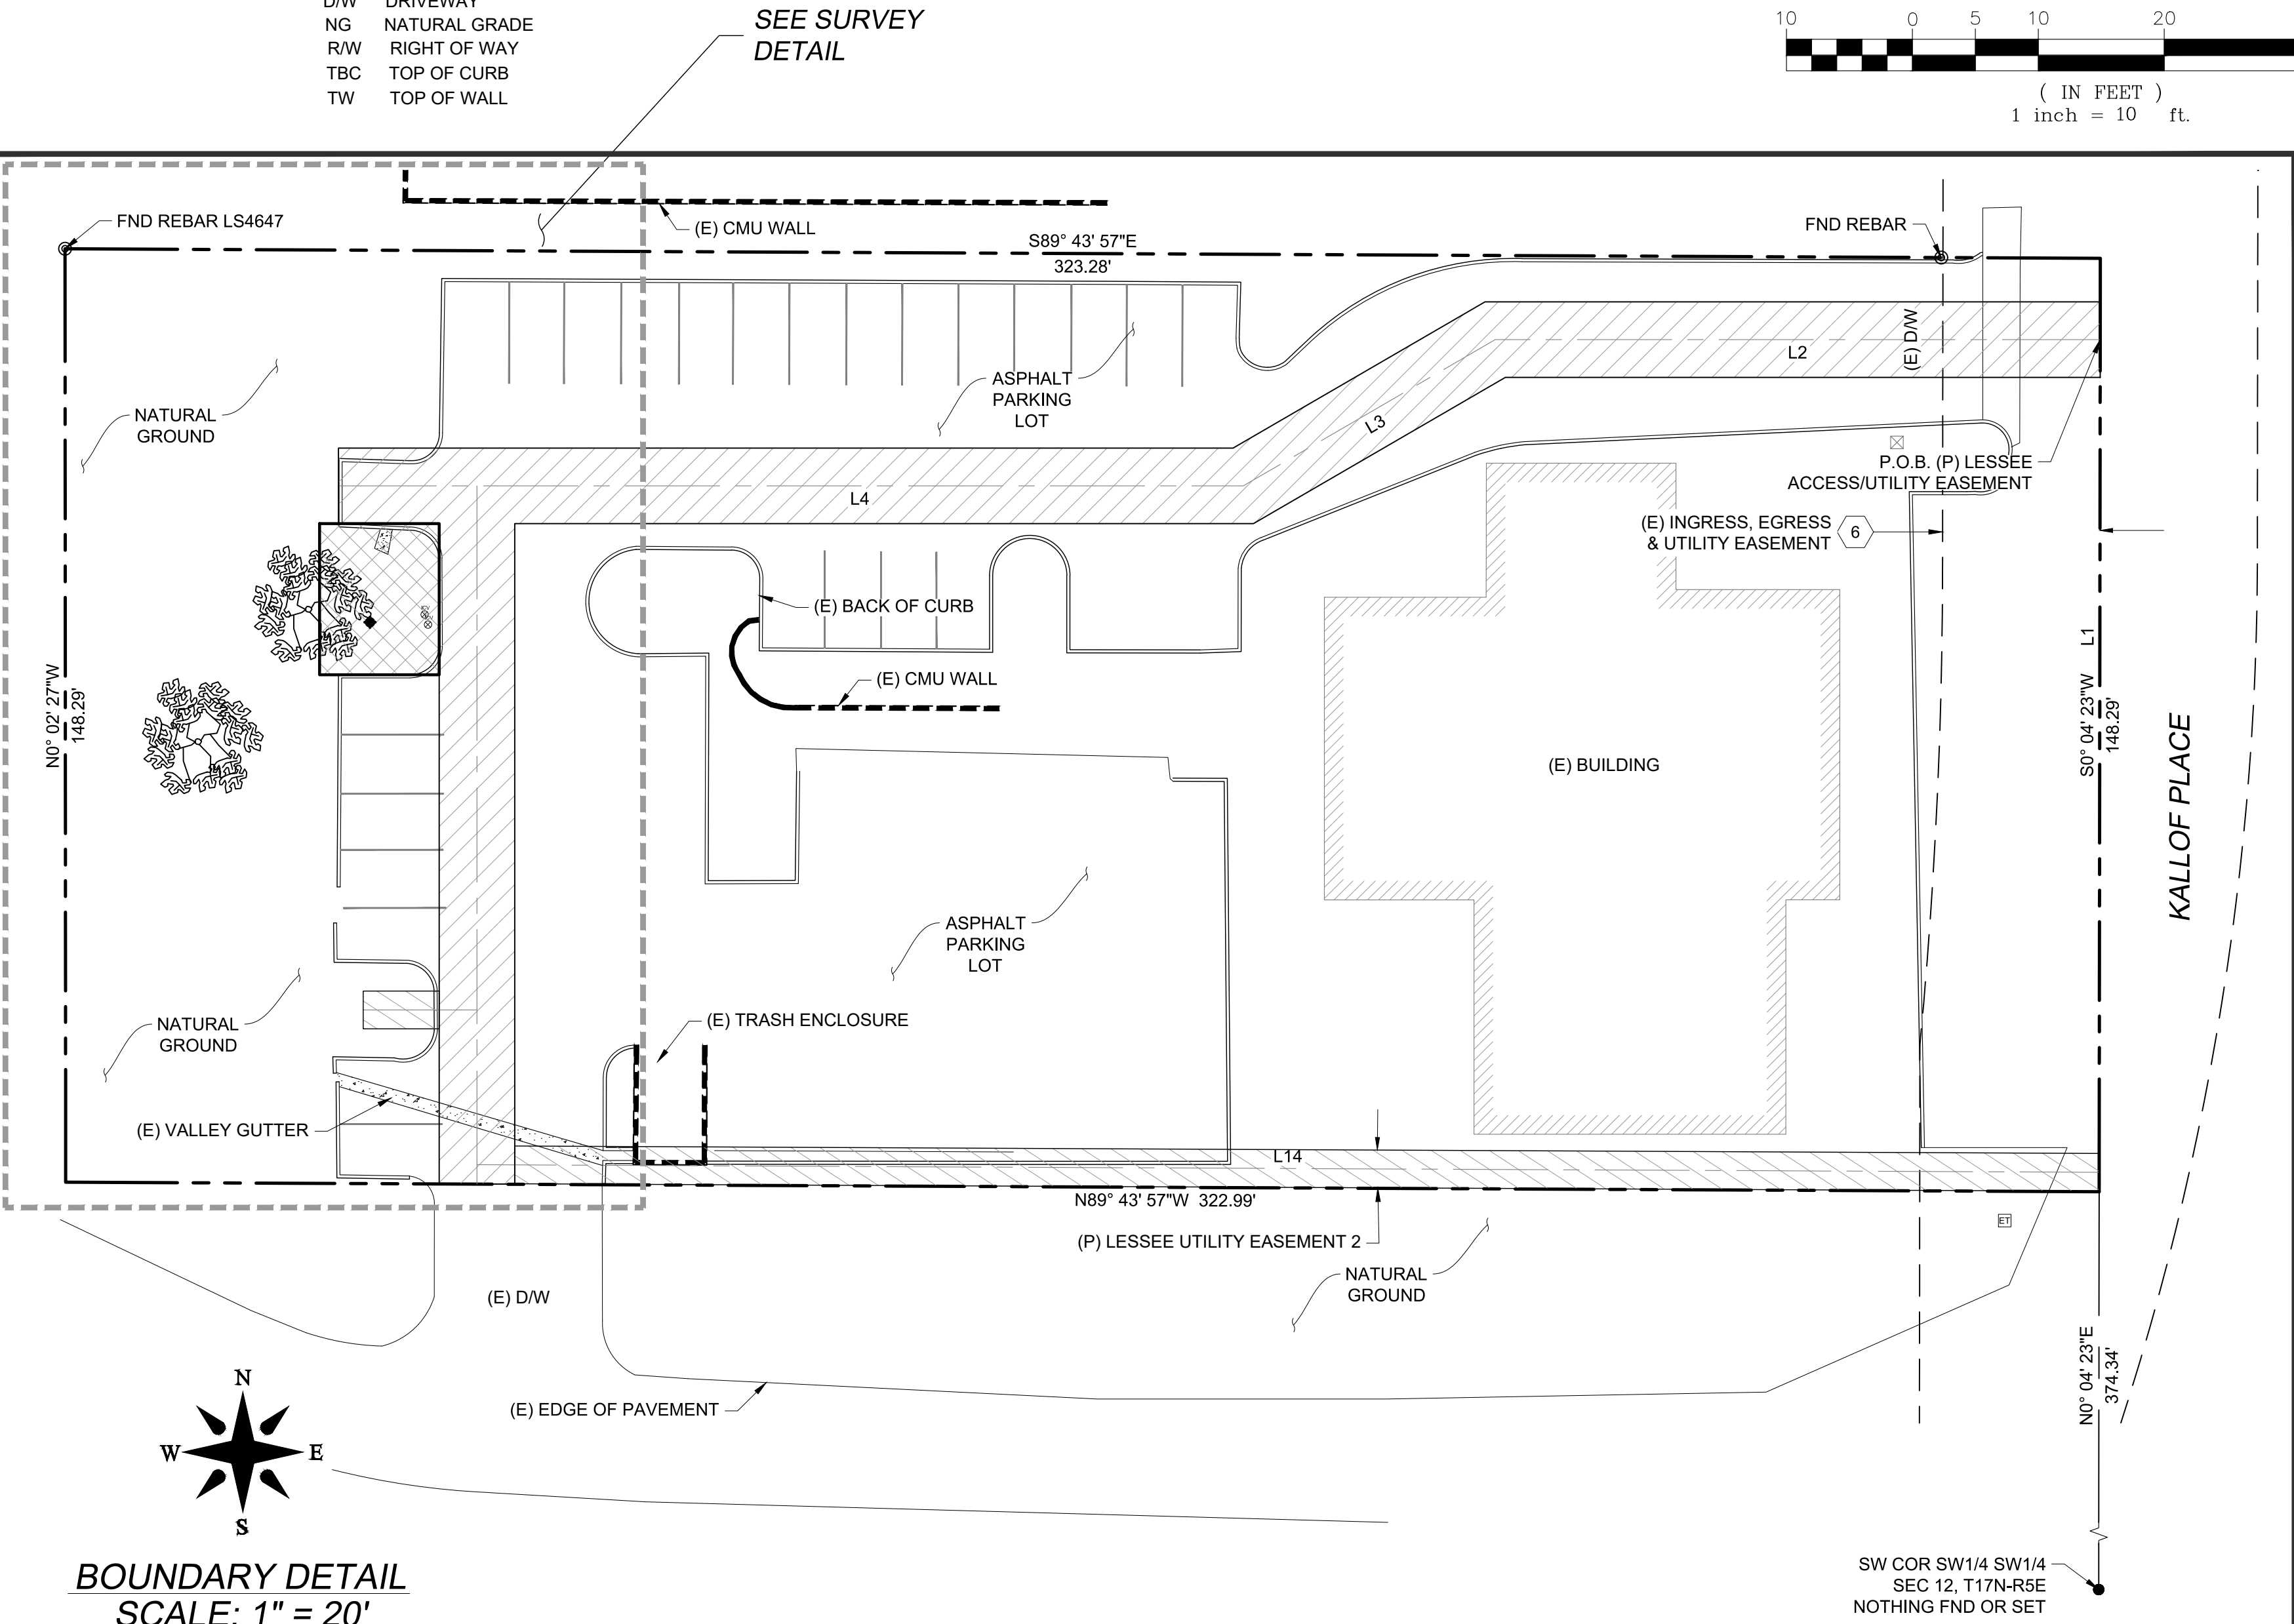 D/W DRIVEWAY
NG NATURAL GRADE
R/W RIGHT OF WAY
TBC TOP OF CURB
TW TOP OF WALL
SEE SURVEY
DETAIL
10 0 5 10 20
( IN FEET )
1 inch = 10 ft.
FND REBAR LS4647
(E) CMU WALL
S89° 43' 57"E
323.28'
FND REBAR
NATURAL
GROUND
ASPHALT
PARKING
LOT
(E) D/W
L2
L3
L4
P.O.B. (P) LESSEE
ACCESS/UTILITY EASEMENT
(E) INGRESS, EGRESS
& UTILITY EASEMENT
6
(E) BACK OF CURB
(E) CMU WALL
N0° 02' 27"W
148.29'
(E) BUILDING
S0° 04' 23"W L1
148.29'
KALLOF PLACE
ASPHALT
PARKING
LOT
NATURAL
GROUND
(E) TRASH ENCLOSURE
(E) VALLEY GUTTER
L14
N89° 43' 57"W 322.99'
(P) LESSEE UTILITY EASEMENT 2
ET
NATURAL
GROUND
(E) D/W
(E) EDGE OF PAVEMENT
N0° 04' 23"E
374.34'
N
W E
S
BOUNDARY DETAIL
SCALE: 1" = 20'
SW COR SW1/4 SW1/4
SEC 12, T17N-R5E
NOTHING FND OR SET